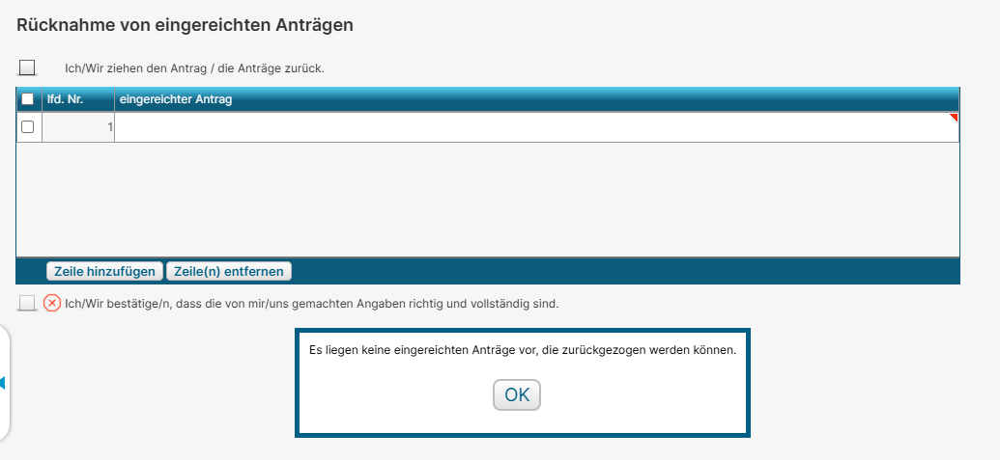 Rücknahme von eingereichten Anträgen
Ich/Wir ziehen den Antrag / die Anträge zurück.
lfd. Nr. eingereichter Antrag
1
Zeile hinzufügen Zeile(n) entfernen
Ich/Wir bestätige/n, dass die von mir/uns gemachten Angaben richtig und vollständig sind.
Es liegen keine eingereichten Anträge vor, die zurückgezogen werden können.
OK